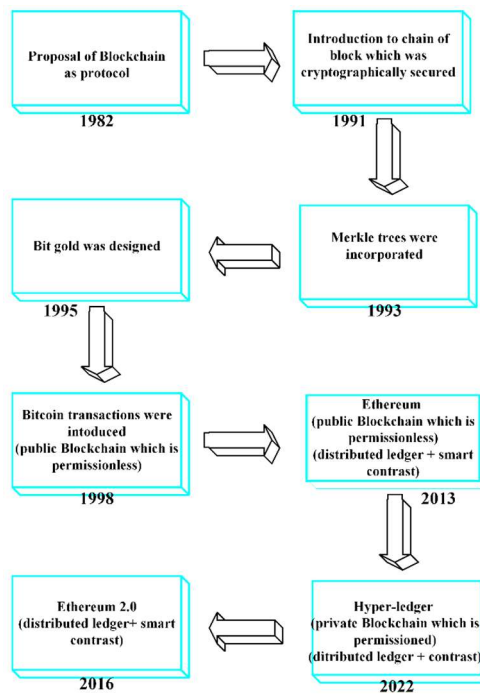 Proposal of Blockchain
as protocol
1982
Introduction to chain of
block which was
cryptographically secured
1991
Merkle trees were
incorporated
1993
Bit gold was designed
1995
Bitcoin transactions were
intoduced
(public Blockchain which is
permissionless)
1998
Ethereum
(public Blockchain which is
permissionless)
(distributed ledger + smart
contrast)
2013
Hyper-ledger
(private Blockchain which is
permissioned)
(ditributed ledger + contrast)
2022
Ethereum 2.0
(distributed ledger+ smart
contrast)
2016